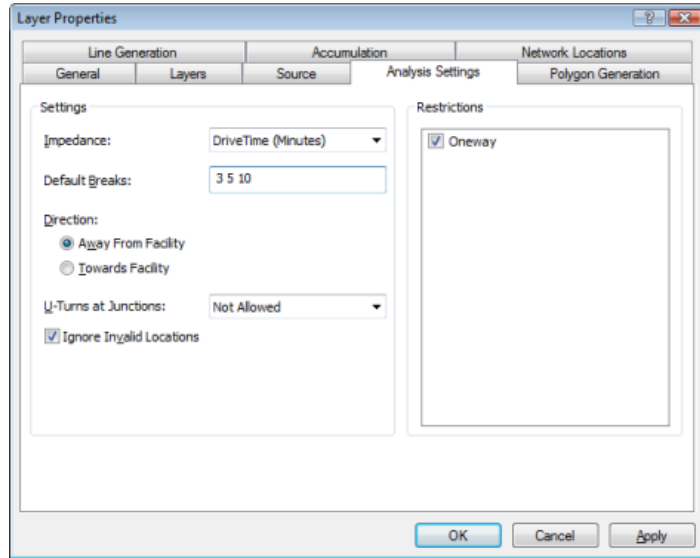 Layer Properties
Line Generation Accumulation Network Locations
General Layers Source Analysis Settings Polygon Generation
Settings
Impedance: DriveTime (Minutes)
Default Breaks: 3 5 10
Direction:
Away From Facility
Towards Facility
U-Turns at Junctions: Not Allowed
Ignore Invalid Locations
Restrictions
Oneway
OK Cancel Apply